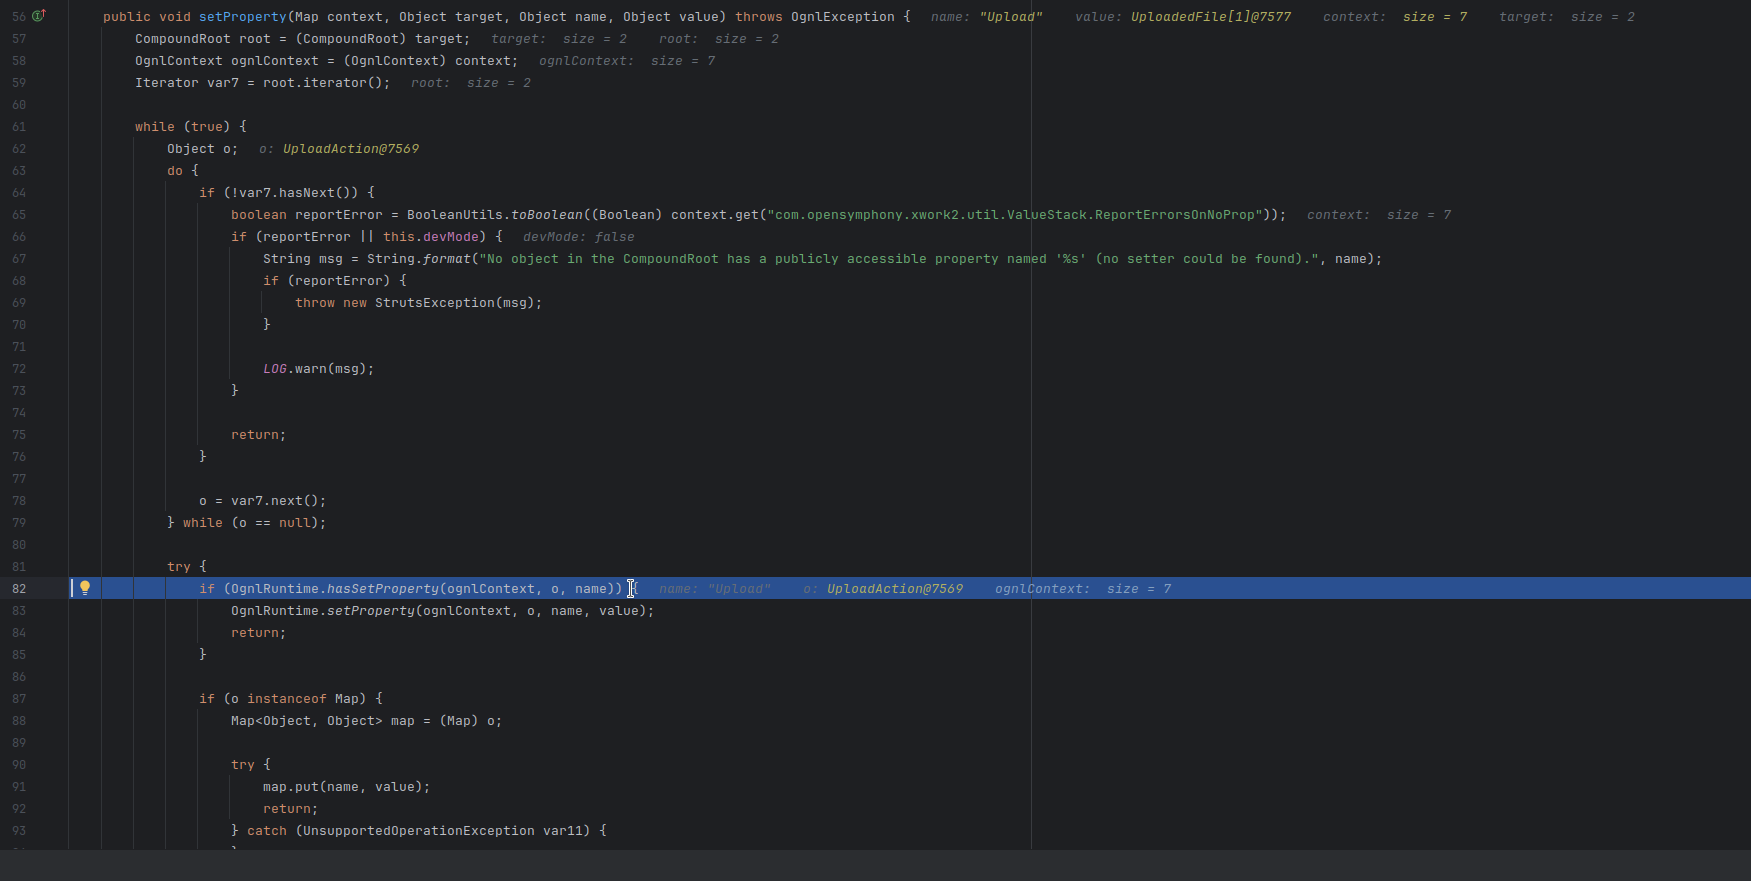 56 public void setProperty(Map context, Object target, Object name, Object value) throws OgnlException { name: "Upload" value: UploadedFile[1]@7577 context: size = 7 target: size = 2
57 CompoundRoot root = (CompoundRoot) target; target: size = 2 root: size = 2
58 OgnlContext ognlContext = (OgnlContext) context; ognlContext: size = 7
59 Iterator var7 = root.iterator(); root: size = 2
60
61 while (true) {
62 Object o; o: UploadAction@7569
63 do {
64 if (!var7.hasNext()) {
65 boolean reportError = BooleanUtils.toBoolean((Boolean) context.get("com.opensymphony.xwork2.util.ValueStack.ReportErrorsOnNoProp")); context: size = 7
66 if (reportError || this.devMode) { devMode: false
67 String msg = String.format("No object in the CompoundRoot has a publicly accessible property named '%s' (no setter could be found).", name);
68 if (reportError) {
69 throw new StrutsException(msg);
70 }
71
72 LOG.warn(msg);
73 }
74
75 return;
76 }
77
78 o = var7.next();
79 } while (o == null);
80
81 try {
82 if (OgnlRuntime.hasSetProperty(ognlContext, o, name)) { name: "Upload" o: UploadAction@7569 ognlContext: size = 7
83 OgnlRuntime.setProperty(ognlContext, o, name, value);
84 return;
85 }
86
87 if (o instanceof Map) {
88 Map<Object, Object> map = (Map) o;
89
90 try {
91 map.put(name, value);
92 return;
93 } catch (UnsupportedOperationException var11) {